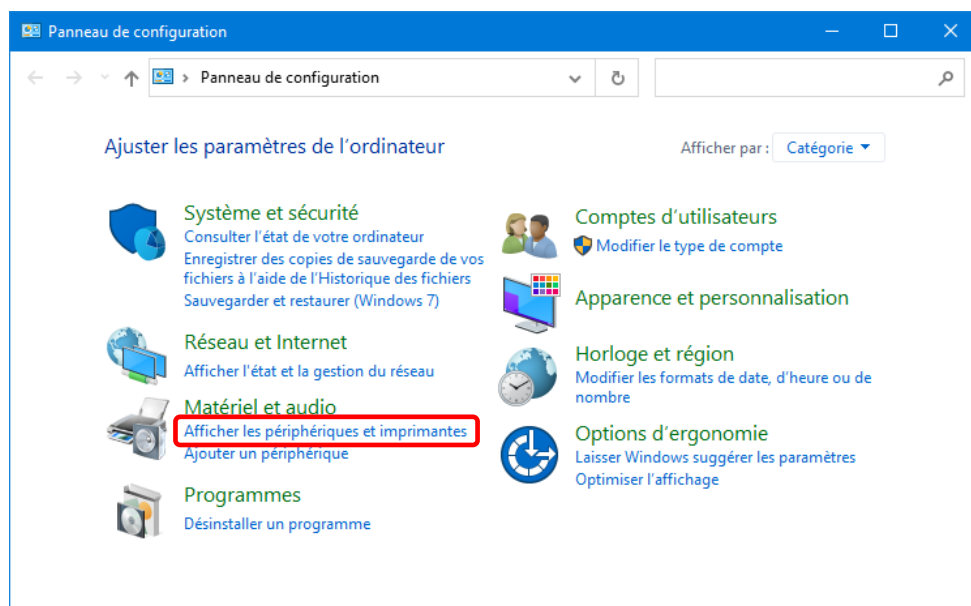 Panneau de configuration
Panneau de configuration
Ajuster les paramètres de l'ordinateur
Afficher par : Catégorie
Système et sécurité
Consulter l'état de votre ordinateur
Enregistrer des copies de sauvegarde de vos
fichiers à l'aide de l'Historique des fichiers
Sauvegarder et restaurer (Windows 7)
Réseau et Internet
Afficher l'état et la gestion du réseau
Matériel et audio
Afficher les périphériques et imprimantes
Ajouter un périphérique
Programmes
Désinstaller un programme
Comptes d'utilisateurs
Modifier le type de compte
Apparence et personnalisation
Horloge et région
Modifier les formats de date, d'heure ou de
nombre
Options d'ergonomie
Laisser Windows suggérer les paramètres
Optimiser l'affichage